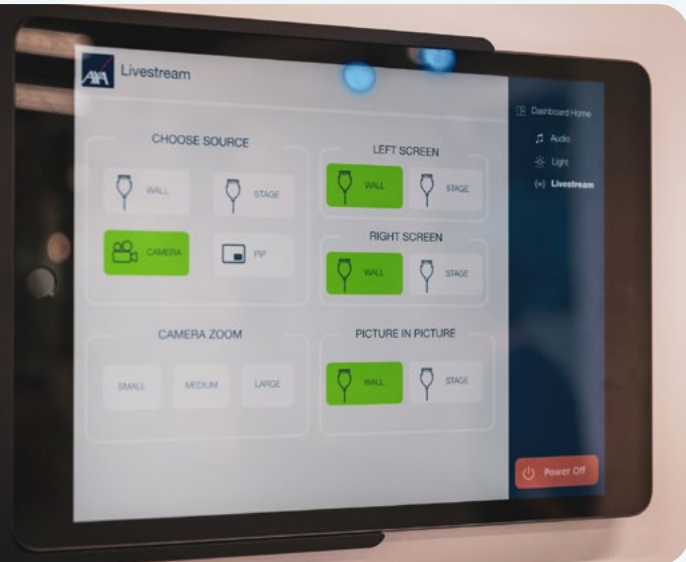 AXA
Livestream
CHOOSE SOURCE
WALL
STAGE
CAMERA
PIP
CAMERA ZOOM
SMALL
MEDIUM
LARGE
LEFT SCREEN
WALL
STAGE
RIGHT SCREEN
WALL
STAGE
PICTURE IN PICTURE
WALL
STAGE
Dashboard Home
Audio
Light
Livestream
Power Off